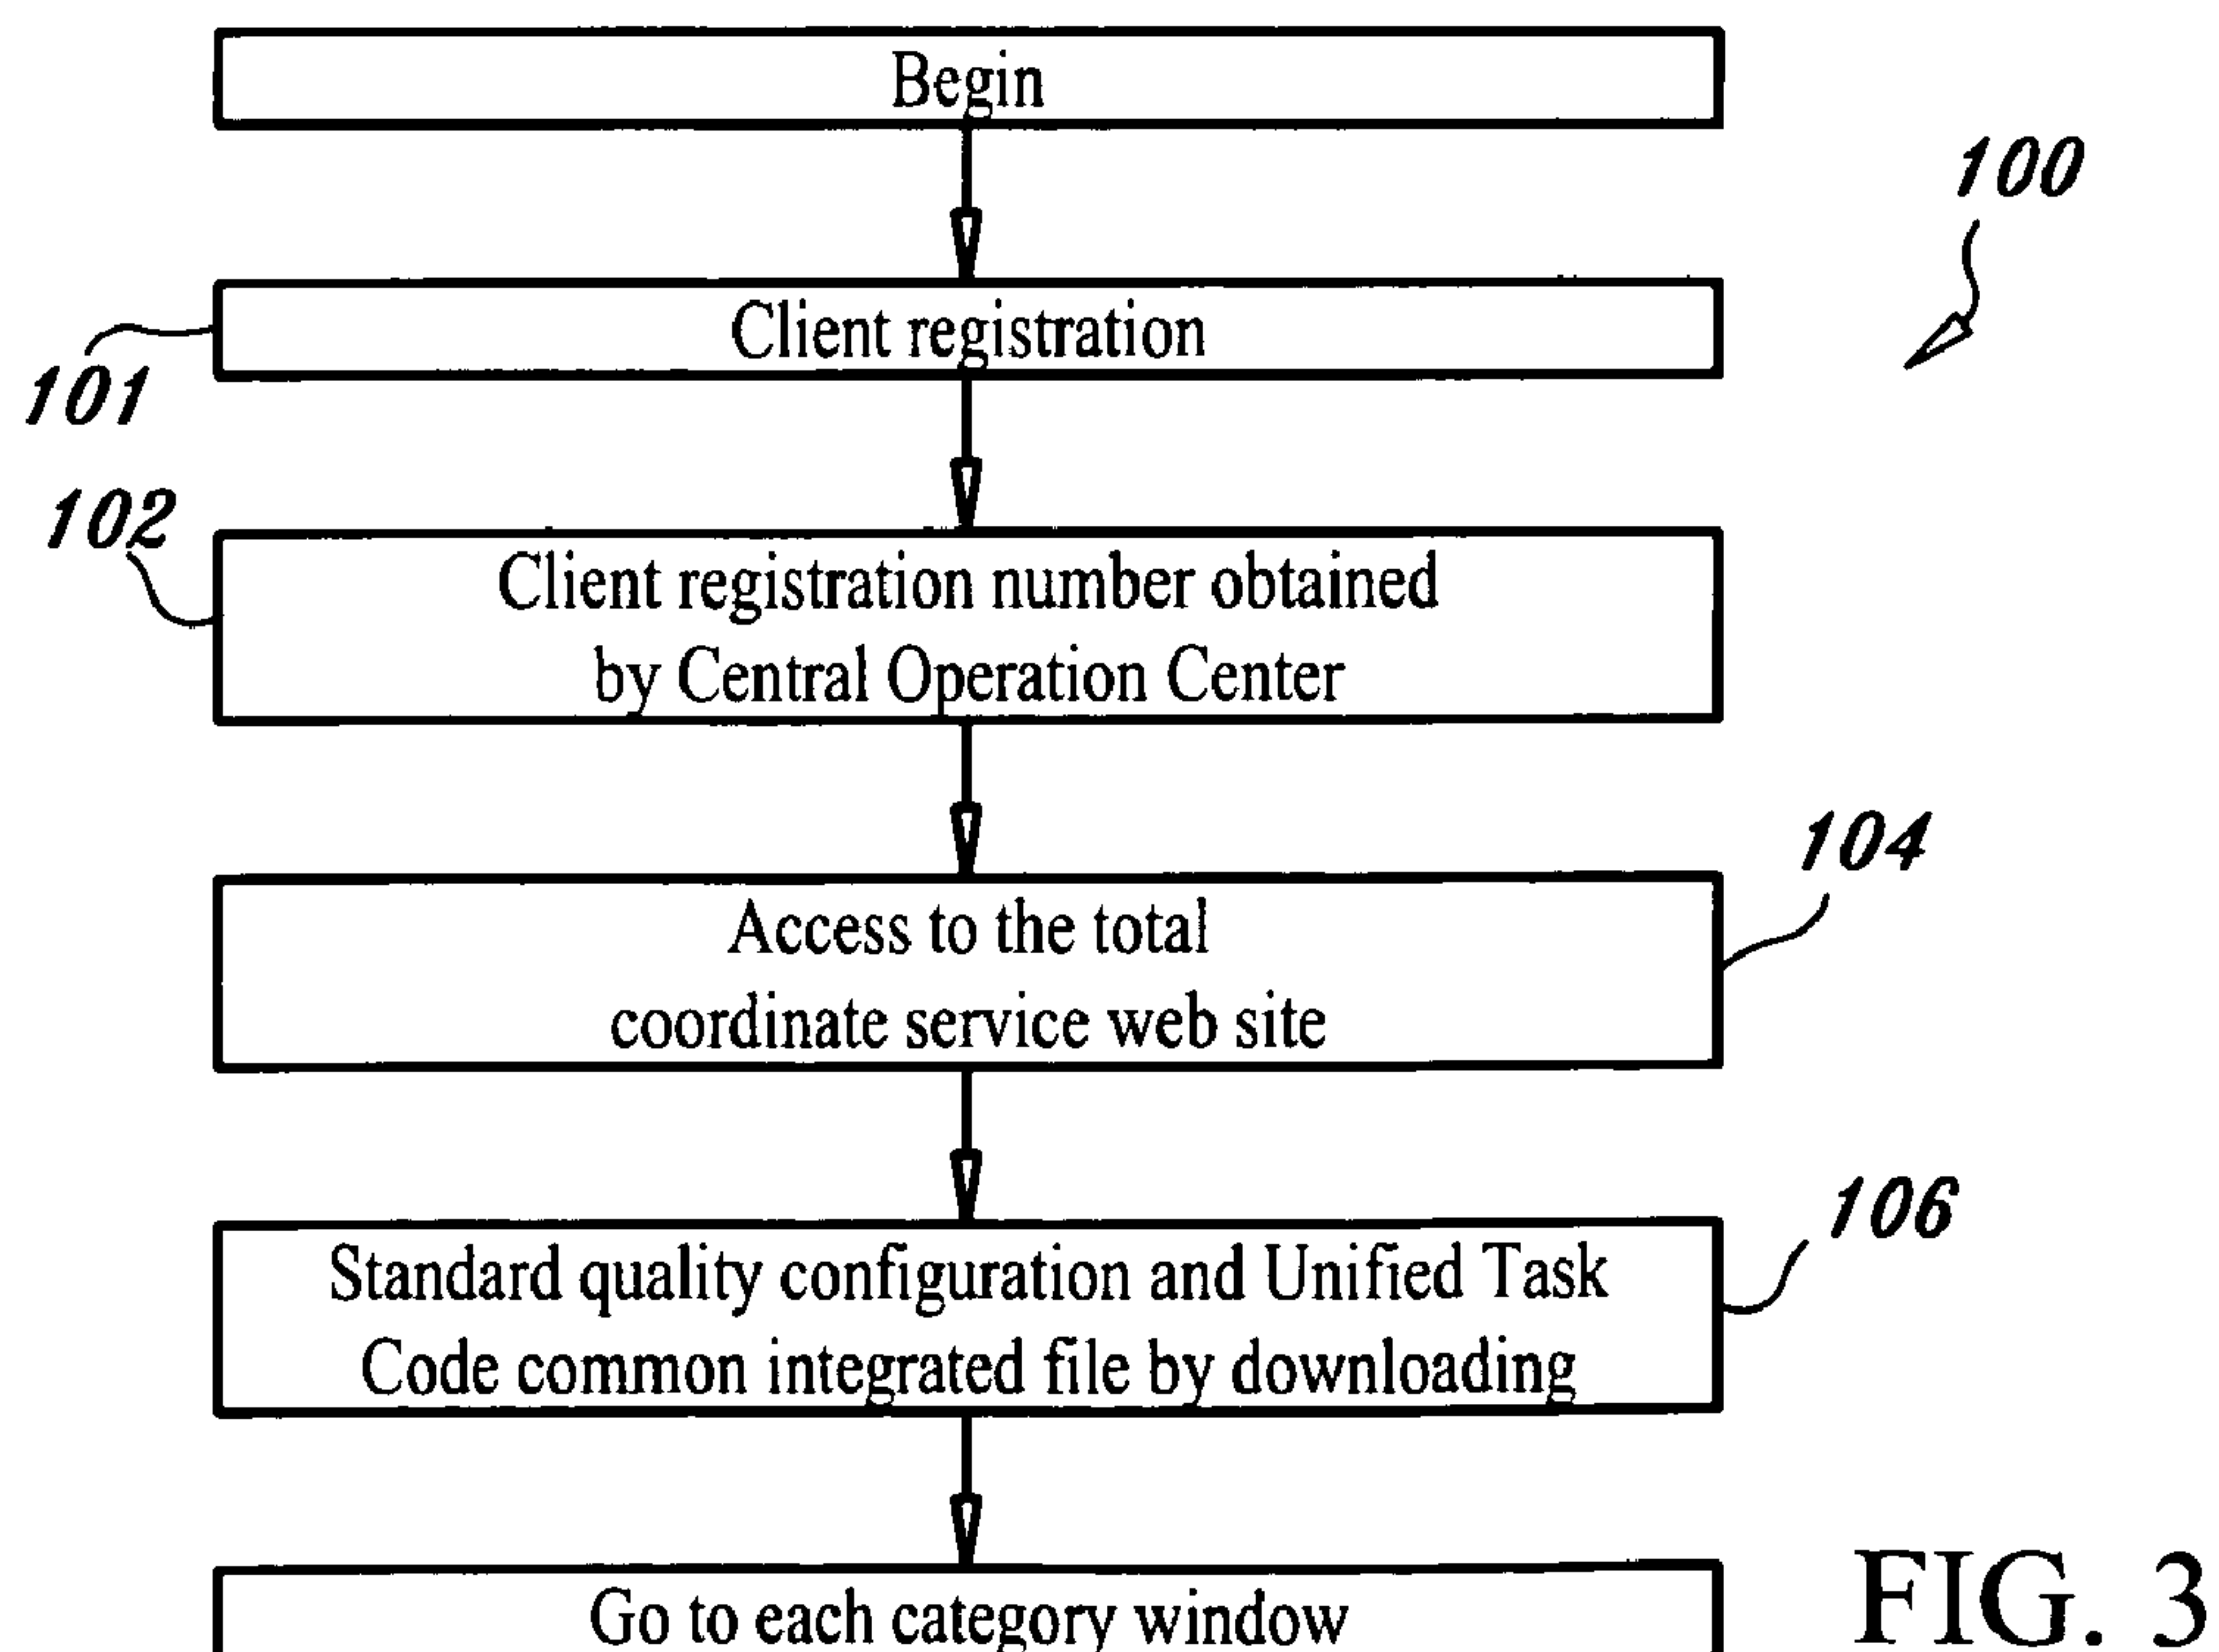 Begin
100
Client registration
101
102
Client registration number obtained
by Central Operation Center
104
Access to the total
coordinate service web site
106
Standard quality configuration and Unified Task
Code common integrated file by downloading
Go to each category window
FIG. 3